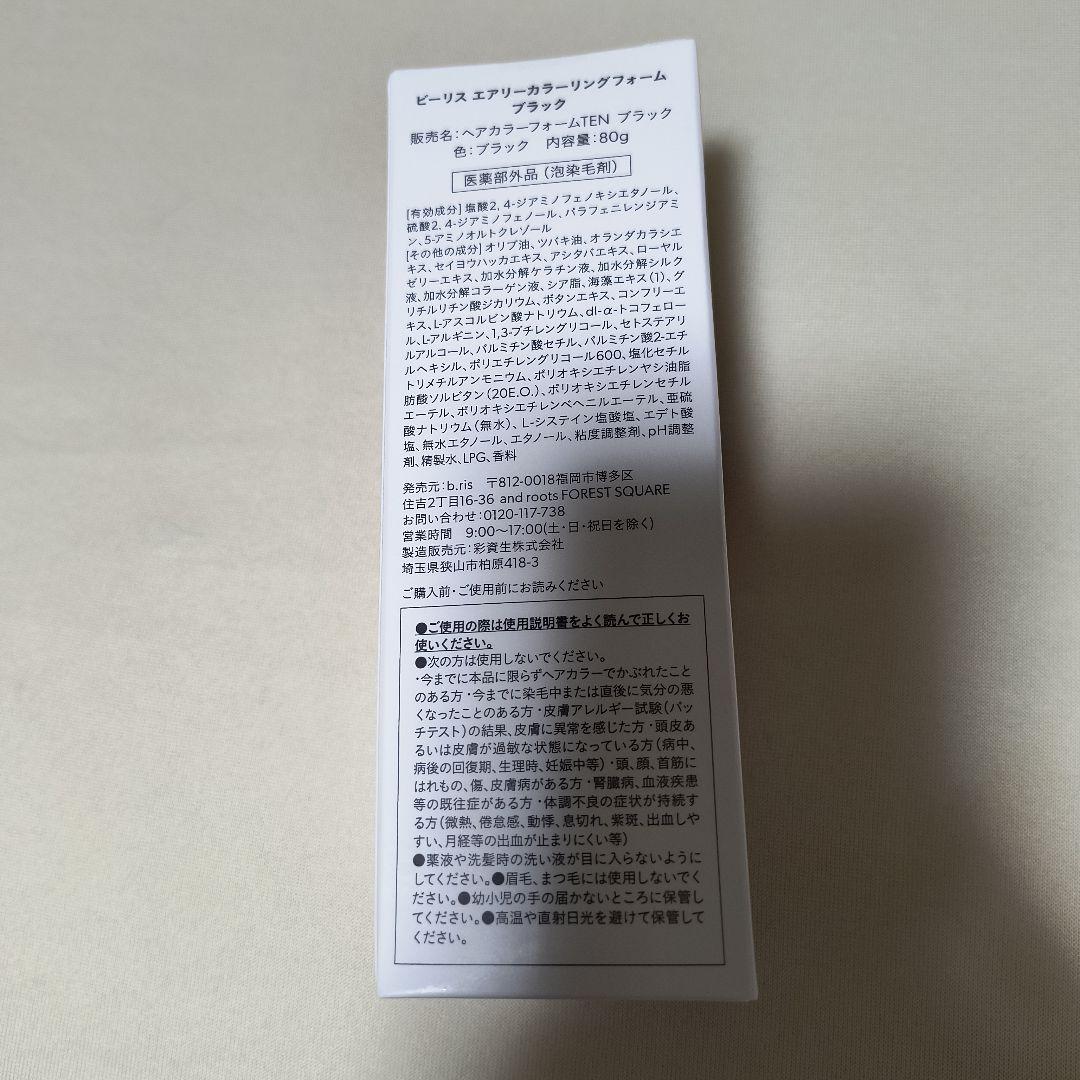 ビーリス エアリーカラーリングフォーム
ブラック
販売名：ヘアカラーフォームTEN ブラック
色：ブラック 内容量：80g
医薬部外品（泡染毛剤）
[有効成分] 塩酸2, 4-ジアミノフェノキシエタノール、
硫酸2, 4-ジアミノフェノール、パラフェニレンジアミ
ン、5-アミノオルトクレゾール
[その他の成分] オリブ油、ツバキ油、オランダカラシエ
キス、セイヨウハッカエキス、アシタバエキス、ローヤル
ゼリーエキス、加水分解ケラチン液、加水分解シルク
液、加水分解コラーゲン液、シア脂、海藻エキス（1）、グ
リチルリチン酸ジカリウム、ボタンエキス、コンフリーエ
キス、L-アスコルビン酸ナトリウム、dl-α-トコフェロー
ル、L-アルギニン、1,3-ブチレングリコール、セトステアリ
ルアルコール、パルミチン酸セチル、パルミチン酸2-エチ
ルヘキシル、ポリエチレングリコール600、塩化セチル
トリメチルアンモニウム、ポリオキシエチレンヤシ油脂
肪酸ソルビタン（20E.O.）、ポリオキシエチレンセチル
エーテル、ポリオキシエチレンベヘニルエーテル、亜硫
酸ナトリウム（無水）、L-システイン塩酸塩、エデト酸
塩、無水エタノール、エタノール、粘度調整剤、pH調整
剤、精製水、LPG、香料
発売元：b.ris 〒812-0018福岡市博多区
住吉2丁目16-36 and roots FOREST SQUARE
お問い合わせ：0120-117-738
営業時間 9:00〜17:00(土・日・祝日を除く)
製造販売元：彩資生株式会社
埼玉県狭山市柏原418-3
ご購入前・ご使用前にお読みください
●ご使用の際は使用説明書をよく読んで正しくお
使いください。
●次の方は使用しないでください。
・今までに本品に限らずヘアカラーでかぶれたこと
のある方・今までに染毛中または直後に気分の悪
くなったことのある方・皮膚アレルギー試験（パッ
チテスト）の結果、皮膚に異常を感じた方・頭皮あ
るいは皮膚が過敏な状態になっている方（病中、
病後の回復期、生理時、妊娠中等）・頭、顔、首筋に
はれもの、傷、皮膚病がある方・腎臓病、血液疾患
等の既往症がある方・体調不良の症状が持続す
る方（微熱、倦怠感、動悸、息切れ、紫斑、出血しや
すい、月経等の出血が止まりにくい等）
●薬液や洗髪時の洗い液が目に入らないように
してください。●眉毛、まつ毛には使用しないでく
ださい。●幼小児の手の届かないところに保管し
てください。●高温や直射日光を避けて保管して
ください。